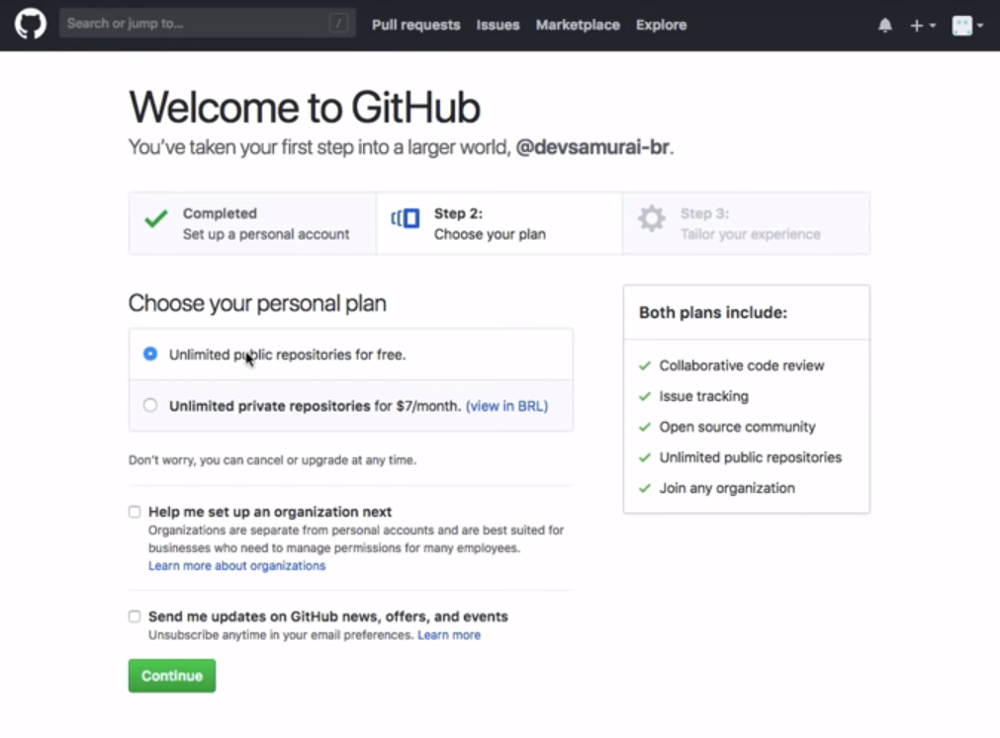 Search or jump to... /
Pull requests Issues Marketplace Explore
Welcome to GitHub
You've taken your first step into a larger world, @devsamurai-br.
Completed
Set up a personal account
Step 2:
Choose your plan
Step 3:
Tailor your experience
Choose your personal plan
Unlimited public repositories for free.
Unlimited private repositories for $7/month. (view in BRL)
Don't worry, you can cancel or upgrade at any time.
Help me set up an organization next
Organizations are separate from personal accounts and are best suited for
businesses who need to manage permissions for many employees.
Learn more about organizations
Send me updates on GitHub news, offers, and events
Unsubscribe anytime in your email preferences. Learn more
Continue
Both plans include:
Collaborative code review
Issue tracking
Open source community
Unlimited public repositories
Join any organization